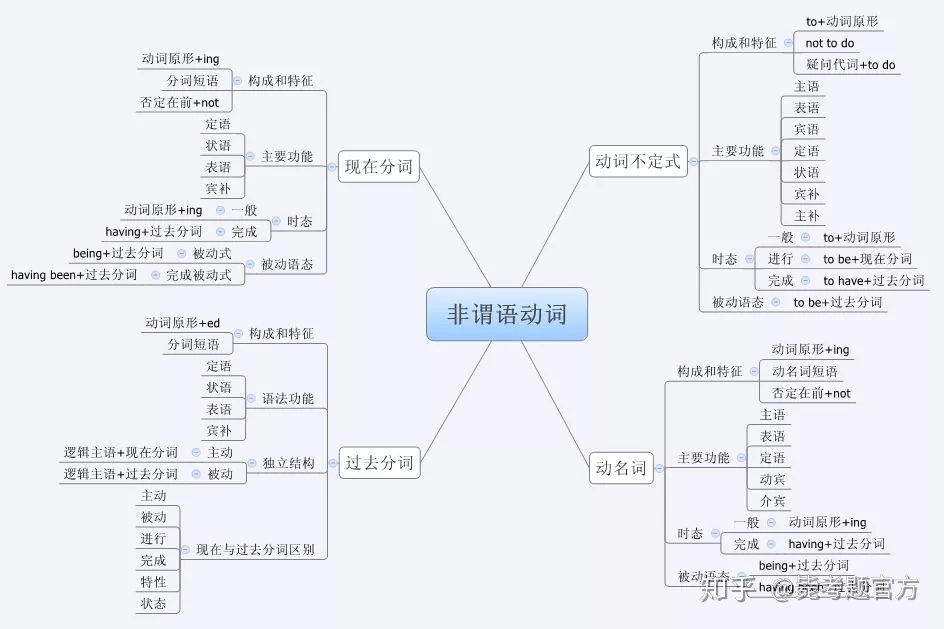 非谓语动词
动词不定式
构成和特征
to+动词原形
not to do
疑问代词+to do
主要功能
主语
表语
宾语
定语
状语
宾补
主补
时态
一般 to+动词原形
进行 to be+现在分词
完成 to have+过去分词
被动语态 to be+过去分词
动名词
构成和特征
动词原形+ing
动名词短语
否定在前+not
主要功能
主语
表语
定语
动宾
介宾
时态
一般 动词原形+ing
完成 having+过去分词
被动语态
being+过去分词
having been+过去分词
现在分词
构成和特征
动词原形+ing
分词短语
否定在前+not
主要功能
定语
状语
表语
宾补
时态
动词原形+ing 一般
having+过去分词 完成
被动语态
being+过去分词 被动式
having been+过去分词 完成被动式
过去分词
构成和特征
动词原形+ed
分词短语
语法功能
定语
状语
表语
宾补
独立结构
逻辑主语+现在分词 主动
逻辑主语+过去分词 被动
现在与过去分词区别
主动
被动
进行
完成
特性
状态
知乎 @毙考题官方